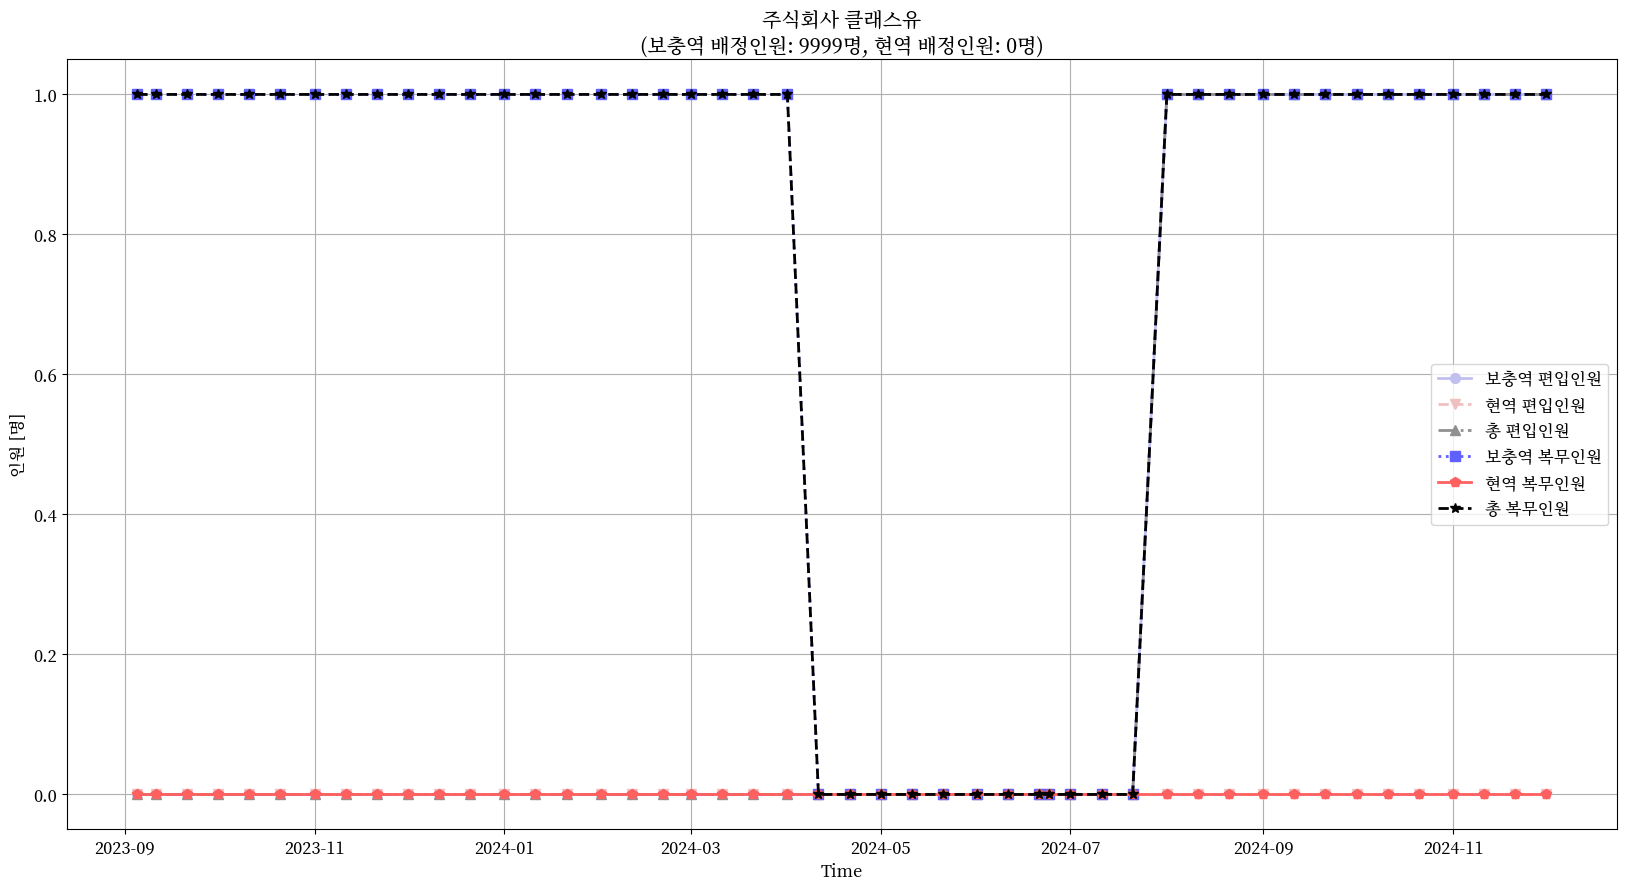 주식회사 클래스유
(보충역 배정인원: 9999명, 현역 배정인원: 0명)
1.0
0.8
0.6
0.4
0.2
0.0
인원 [명]
보충역 편입인원
현역 편입인원
총 편입인원
보충역 복무인원
현역 복무인원
총 복무인원
2023-09
2023-11
2024-01
2024-03
2024-05
2024-07
2024-09
2024-11
Time